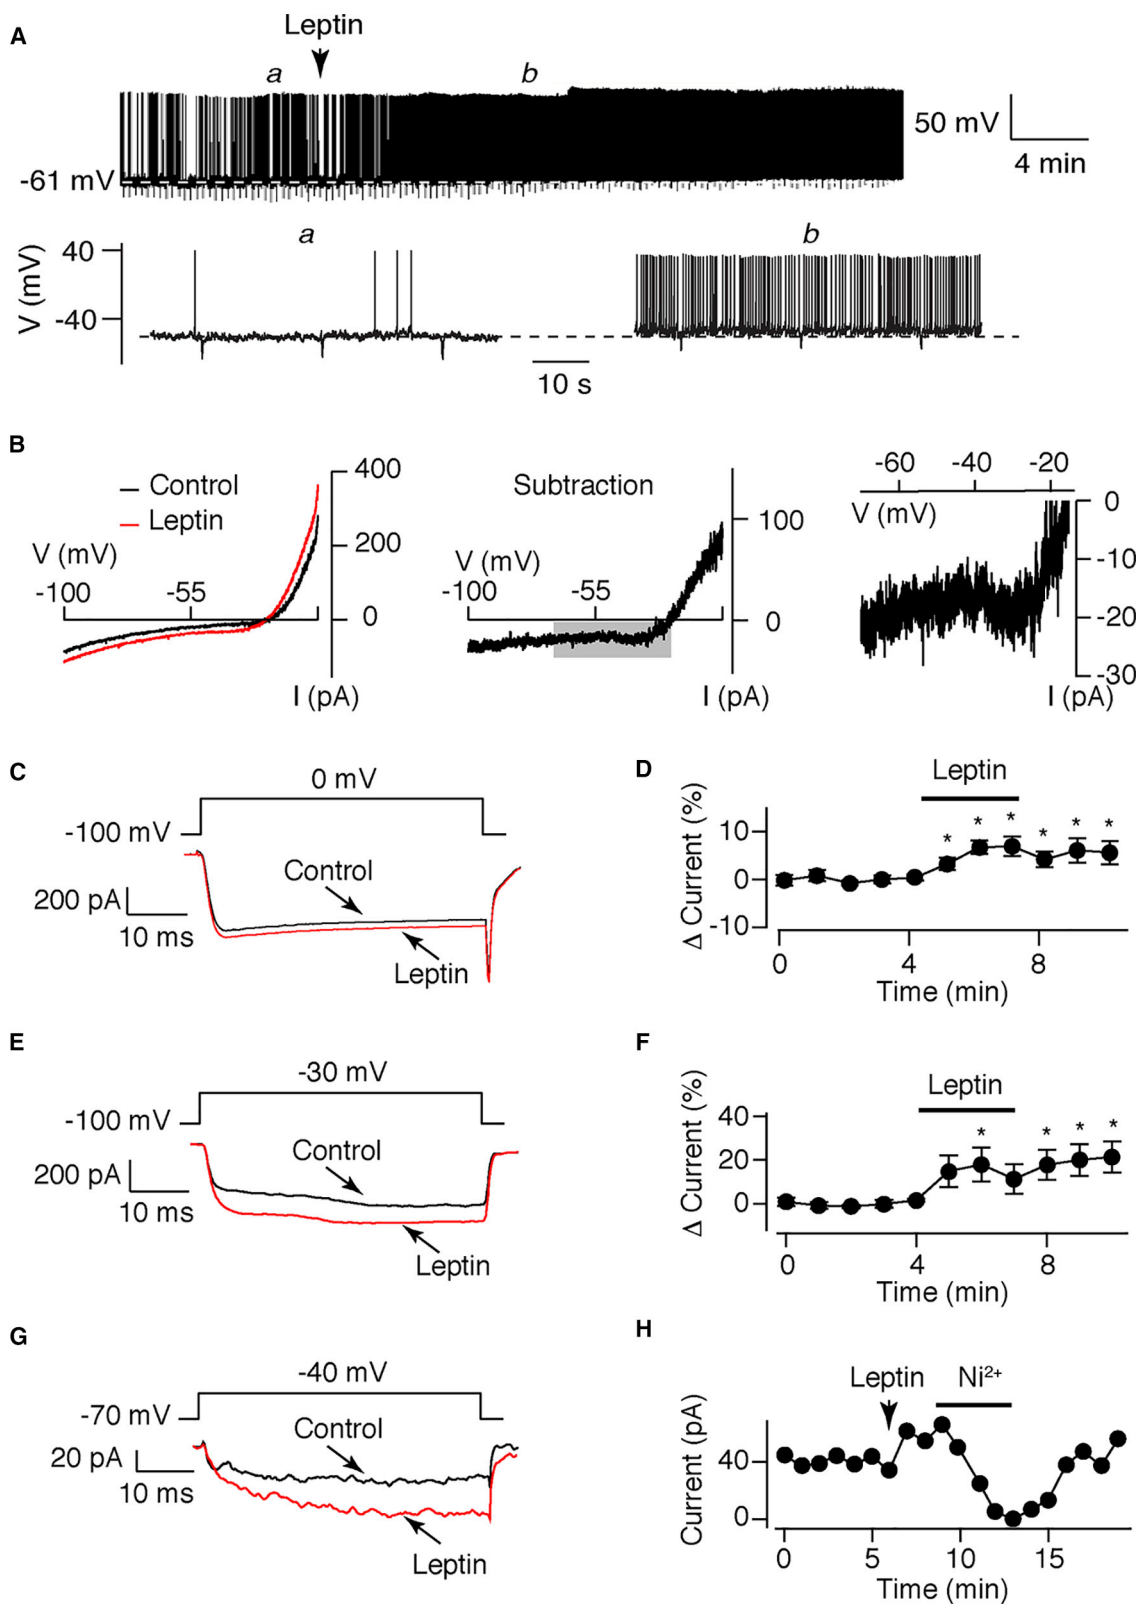 A
Leptin
a
b
-61 mV
50 mV
4 min
a
b
V (mV)
40
-40
10 s
B
Control
Leptin
V (mV)
-100
-55
400
200
0
I (pA)
Subtraction
V (mV)
-100
-55
100
0
I (pA)
-60
-40
-20
V (mV)
0
-10
-20
-30
I (pA)
C
0 mV
-100 mV
Control
200 pA
10 ms
Leptin
D
Leptin
Δ Current (%)
10
0
-10
* * * * * *
0
4
8
Time (min)
E
-30 mV
-100 mV
Control
200 pA
10 ms
Leptin
F
Leptin
Δ Current (%)
40
20
0
* * * *
0
4
8
Time (min)
G
-40 mV
-70 mV
Control
20 pA
10 ms
Leptin
H
Leptin
Ni²⁺
Current (pA)
40
0
0
5
10
15
Time (min)